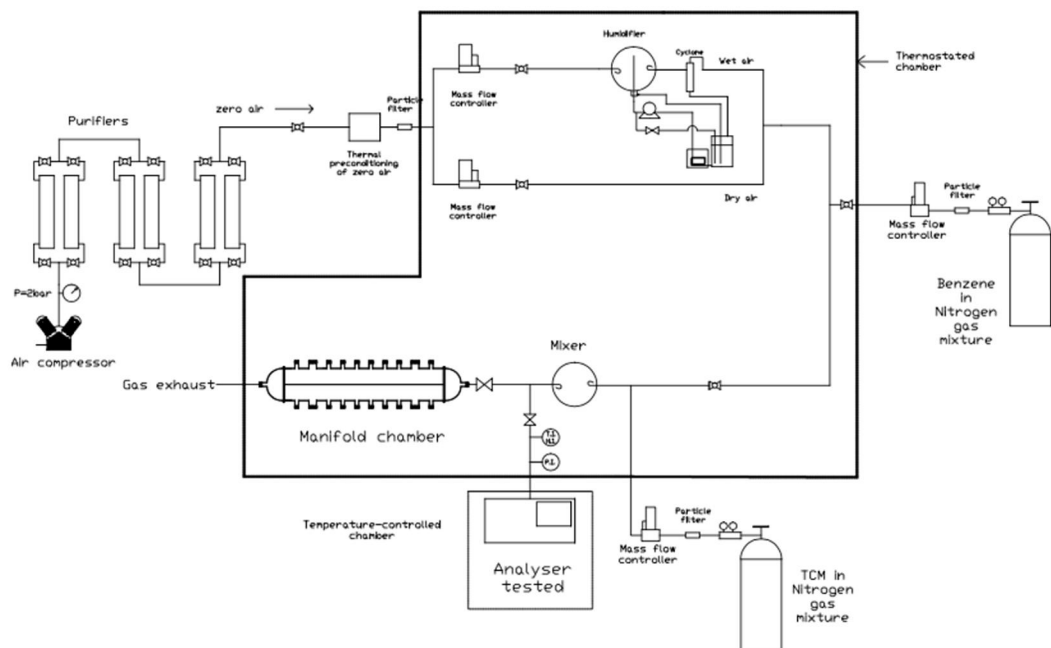 Humidifier
Cyclone
Wet air
Thermostated
chamber
Mass flow
controller
Particle
filter
zero air
Purifiers
Thermal
preconditioning
of zero air
Mass flow
controller
Dry air
Particle
filter
Mass flow
controller
P=2bar
Air compressor
Benzene
in
Nitrogen
gas
mixture
Mixer
Gas exhaust
Manifold chamber
T.I.
H.I.
P.I.
Temperature-controlled
chamber
Analyser
tested
Particle
filter
Mass flow
controller
TCM in
Nitrogen
gas
mixture